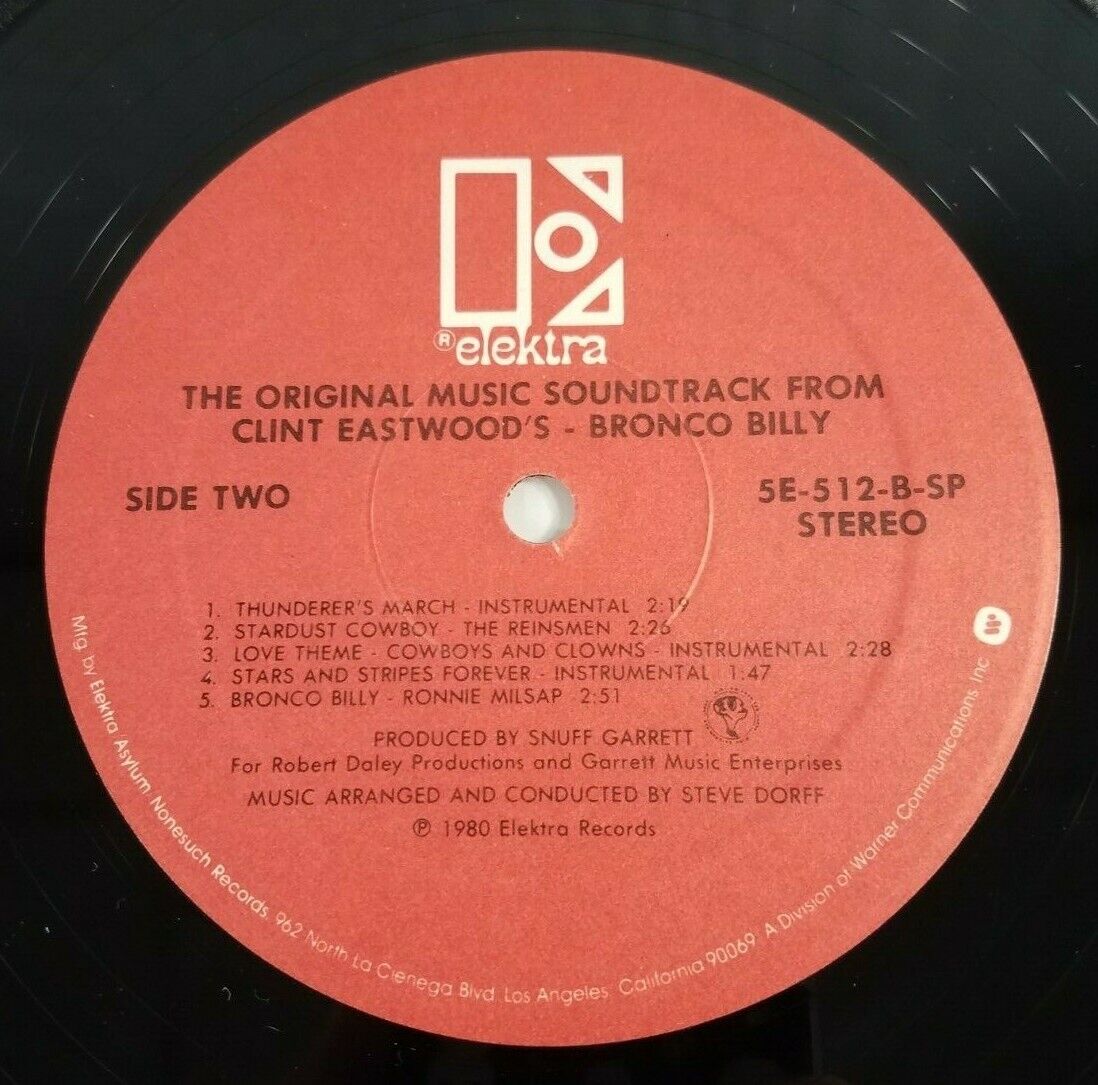 ® elektra
THE ORIGINAL MUSIC SOUNDTRACK FROM
CLINT EASTWOOD'S - BRONCO BILLY
SIDE TWO
5E-512-B-SP
STEREO
1. THUNDERER'S MARCH - INSTRUMENTAL 2:19
2. STARDUST COWBOY - THE REINSMEN 2:26
3. LOVE THEME - COWBOYS AND CLOWNS - INSTRUMENTAL 2:28
4. STARS AND STRIPES FOREVER - INSTRUMENTAL 1:47
5. BRONCO BILLY - RONNIE MILSAP 2:51
PRODUCED BY SNUFF GARRETT
For Robert Daley Productions and Garrett Music Enterprises
MUSIC ARRANGED AND CONDUCTED BY STEVE DORFF
℗ 1980 Elektra Records
Mfg. by Elektra Asylum Nonesuch Records, 962 North La Cienega Blvd. Los Angeles, California 90069 A Division of Warner Communications Inc